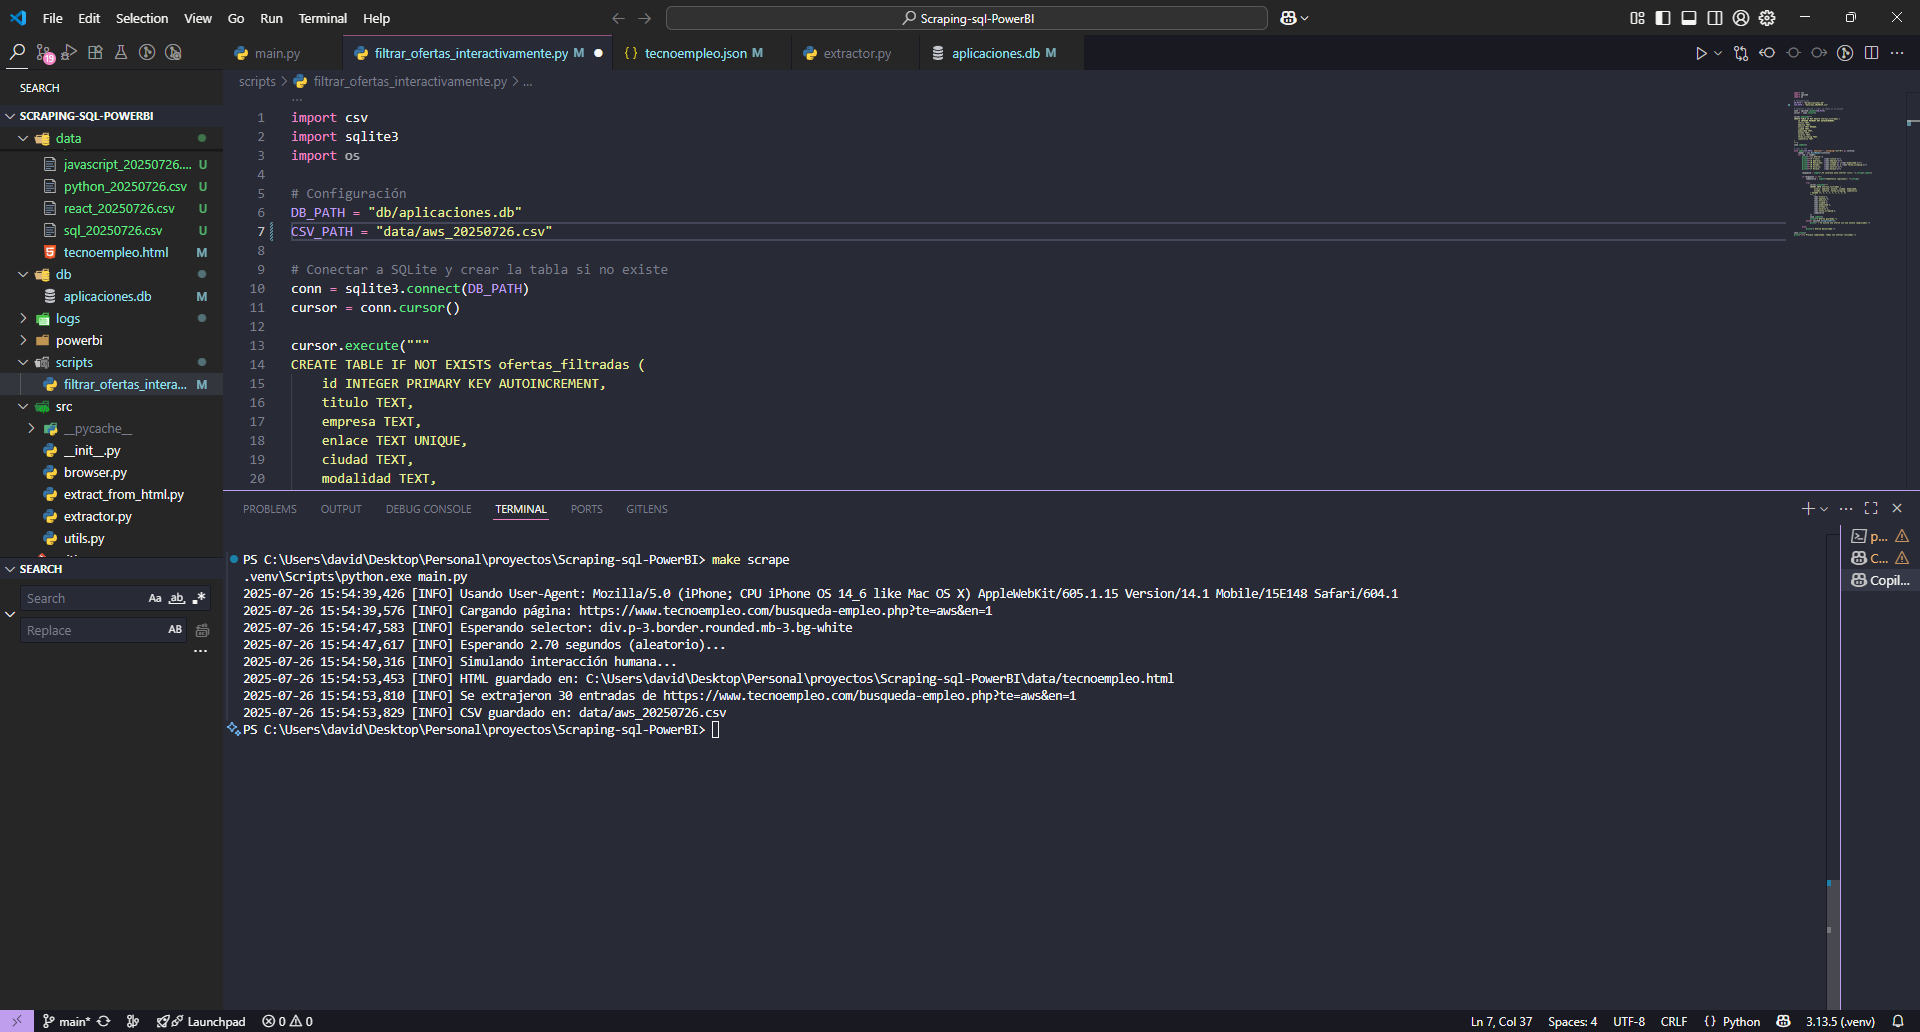 File Edit Selection View Go Run Terminal Help
Scraping-sql-PowerBI
19
main.py
filtrar_ofertas_interactivamente.py M
{} tecnoempleo.json M
extractor.py
aplicaciones.db M
SEARCH
SCRAPING-SQL-POWERBI
data
javascript_20250726.... U
python_20250726.csv U
react_20250726.csv U
sql_20250726.csv U
tecnoempleo.html M
db
aplicaciones.db M
logs
powerbi
scripts
filtrar_ofertas_intera... M
src
__pycache__
__init__.py
browser.py
extract_from_html.py
extractor.py
utils.py
SEARCH
Search Aa ab .*
Replace AB
...
scripts > filtrar_ofertas_interactivamente.py > ...
...
1 import csv
2 import sqlite3
3 import os
4
5 # Configuración
6 DB_PATH = "db/aplicaciones.db"
7 CSV_PATH = "data/aws_20250726.csv"
8
9 # Conectar a SQLite y crear la tabla si no existe
10 conn = sqlite3.connect(DB_PATH)
11 cursor = conn.cursor()
12
13 cursor.execute("""
14 CREATE TABLE IF NOT EXISTS ofertas_filtradas (
15 id INTEGER PRIMARY KEY AUTOINCREMENT,
16 titulo TEXT,
17 empresa TEXT,
18 enlace TEXT UNIQUE,
19 ciudad TEXT,
20 modalidad TEXT,
PROBLEMS OUTPUT DEBUG CONSOLE TERMINAL PORTS GITLENS
PS C:\Users\david\Desktop\Personal\proyectos\Scraping-sql-PowerBI> make scrape
.venv\Scripts\python.exe main.py
2025-07-26 15:54:39,426 [INFO] Usando User-Agent: Mozilla/5.0 (iPhone; CPU iPhone OS 14_6 like Mac OS X) AppleWebKit/605.1.15 Version/14.1 Mobile/15E148 Safari/604.1
2025-07-26 15:54:39,576 [INFO] Cargando página: https://www.tecnoempleo.com/busqueda-empleo.php?te=aws&en=1
2025-07-26 15:54:47,583 [INFO] Esperando selector: div.p-3.border.rounded.mb-3.bg-white
2025-07-26 15:54:47,617 [INFO] Esperando 2.70 segundos (aleatorio)...
2025-07-26 15:54:50,316 [INFO] Simulando interacción humana...
2025-07-26 15:54:53,453 [INFO] HTML guardado en: C:\Users\david\Desktop\Personal\proyectos\Scraping-sql-PowerBI\data/tecnoempleo.html
2025-07-26 15:54:53,810 [INFO] Se extrajeron 30 entradas de https://www.tecnoempleo.com/busqueda-empleo.php?te=aws&en=1
2025-07-26 15:54:53,829 [INFO] CSV guardado en: data/aws_20250726.csv
PS C:\Users\david\Desktop\Personal\proyectos\Scraping-sql-PowerBI>
p...
C...
Copil...
main* Launchpad 0 0
Ln 7, Col 37 Spaces: 4 UTF-8 CRLF {} Python 3.13.5 (.venv)